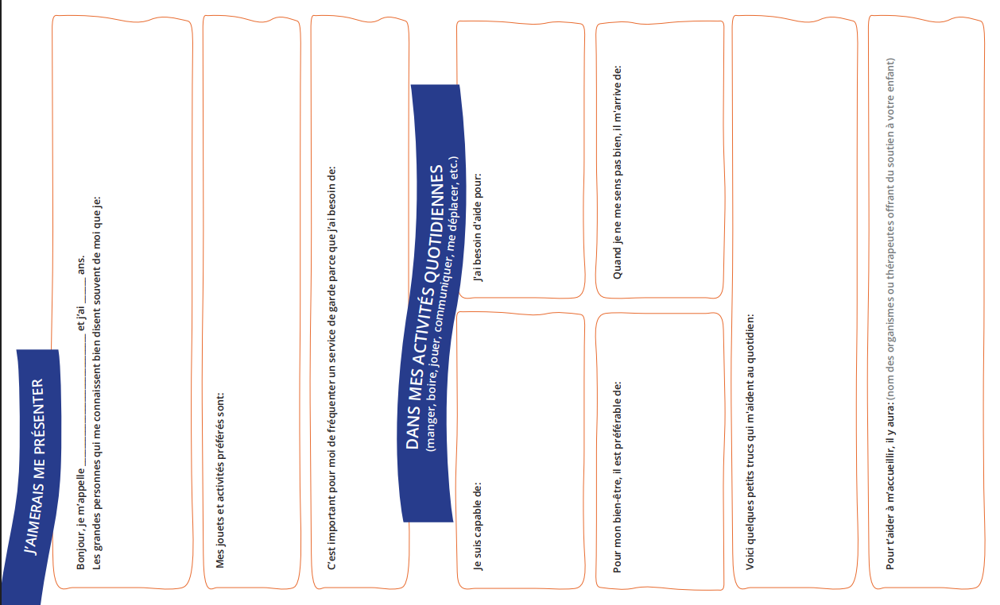 J'AIMERAIS ME PRÉSENTER
Bonjour, je m'appelle ________________________ et j'ai ____ ans.
Les grandes personnes qui me connaissent bien disent souvent de moi que je:
Mes jouets et activités préférés sont:
C'est important pour moi de fréquenter un service de garde parce que j'ai besoin de:
DANS MES ACTIVITÉS QUOTIDIENNES
(manger, boire, jouer, communiquer, me déplacer, etc.)
Je suis capable de:
J'ai besoin d'aide pour:
Pour mon bien-être, il est préférable de:
Quand je ne me sens pas bien, il m'arrive de:
Voici quelques petits trucs qui m'aident au quotidien:
Pour t'aider à m'accueillir, il y aura: (nom des organismes ou thérapeutes offrant du soutien à votre enfant)